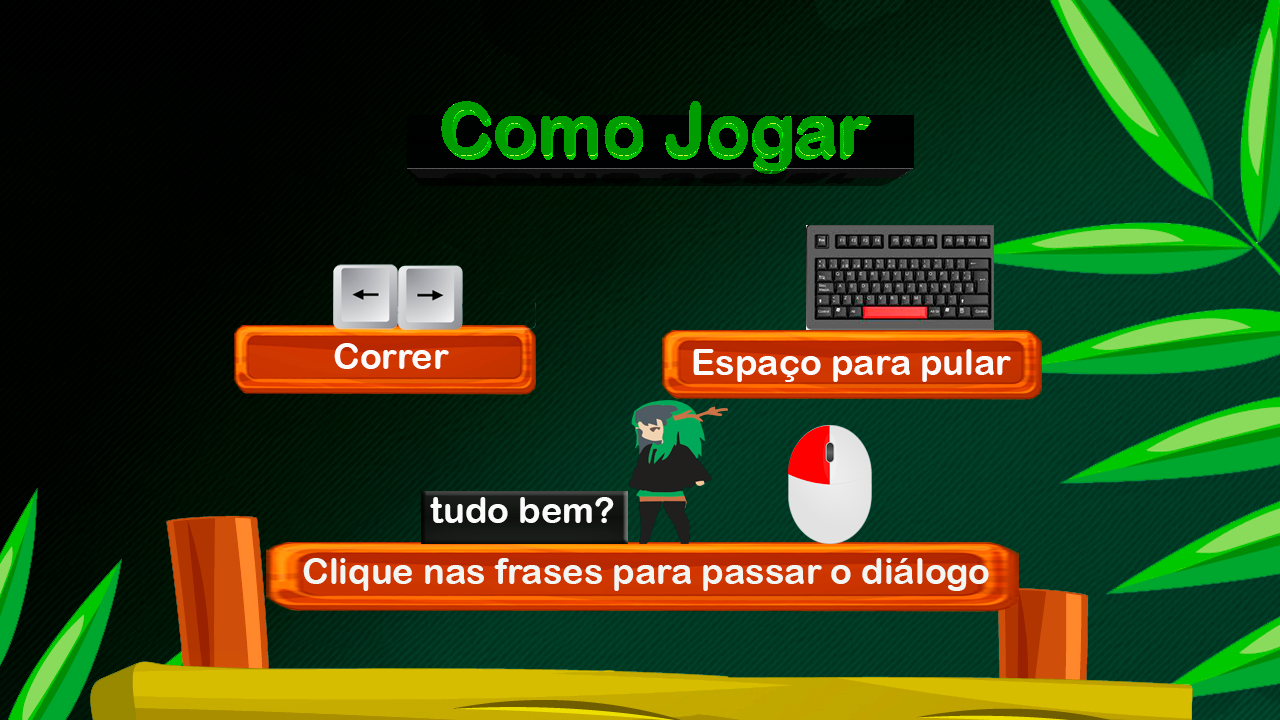 Como Jogar
Correr
Espaço para pular
tudo bem?
Clique nas frases para passar o diálogo